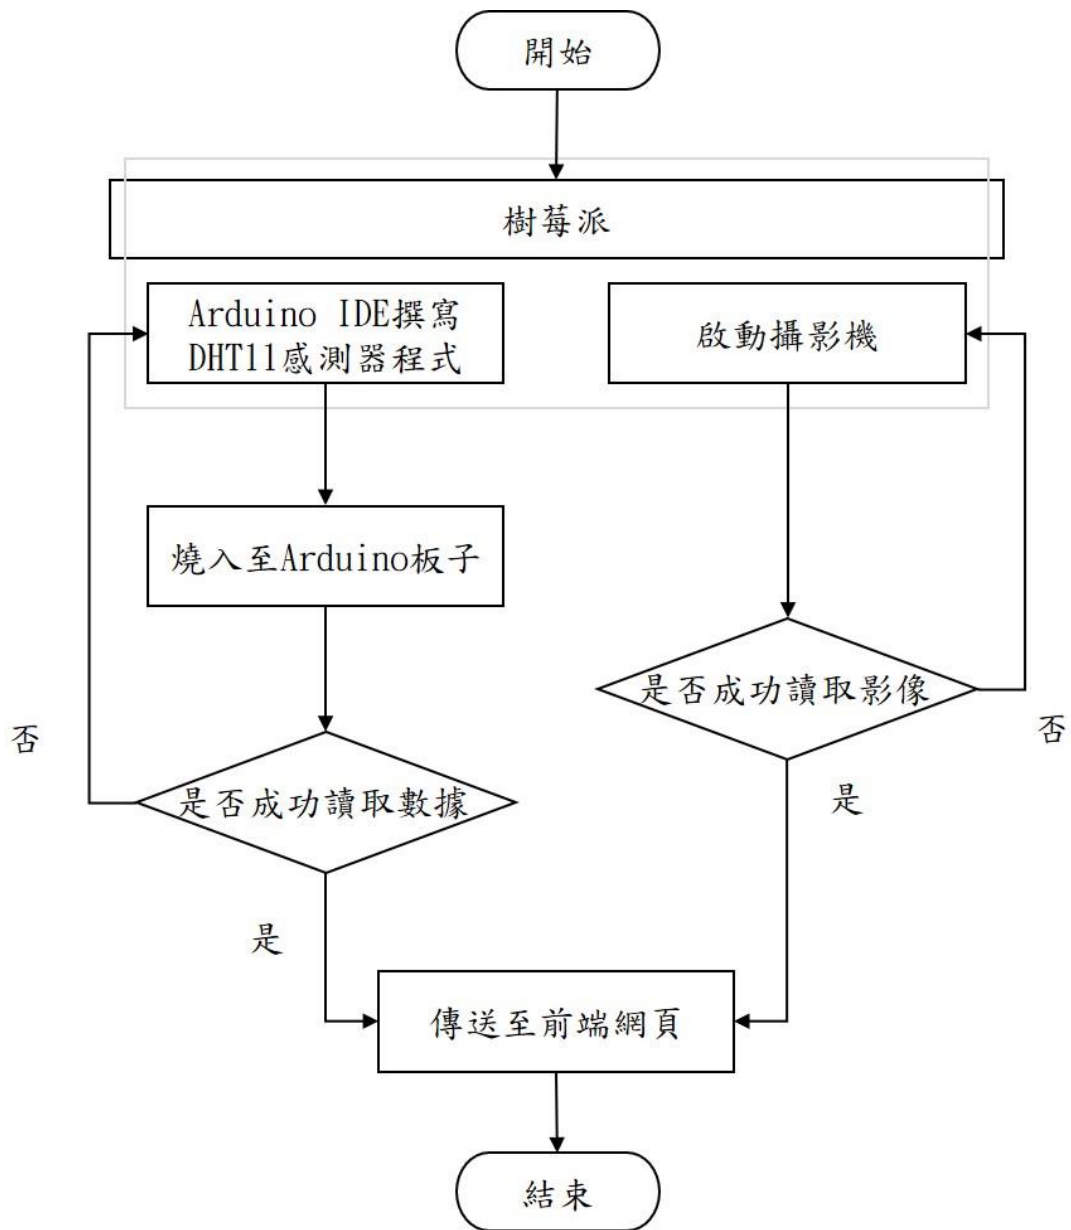 開始
樹莓派
Arduino IDE撰寫
DHT11感測器程式
啟動攝影機
燒入至Arduino板子
是否成功讀取影像
否
否
是否成功讀取數據
是
是
傳送至前端網頁
結束